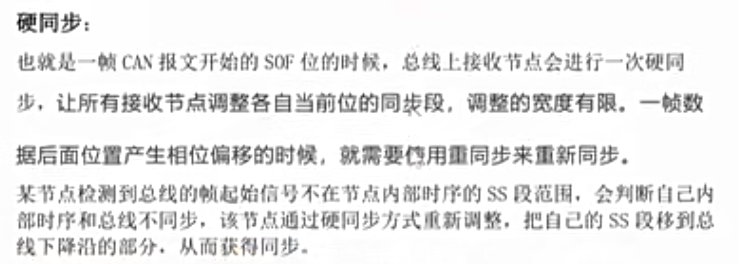 硬同步：
也就是一帧 CAN 报文开始的 SOF 位的时候，总线上接收节点会进行一次硬同
步，让所有接收节点调整各自当前位的同步段，调整的宽度有限。一帧数
据后面位置产生相位偏移的时候，就需要使用重同步来重新同步。
某节点检测到总线的帧起始信号不在节点内部时序的 SS 段范围，会判断自己内
部时序和总线不同步，该节点通过硬同步方式重新调整，把自己的 SS 段移到总
线下降沿的部分，从而获得同步。